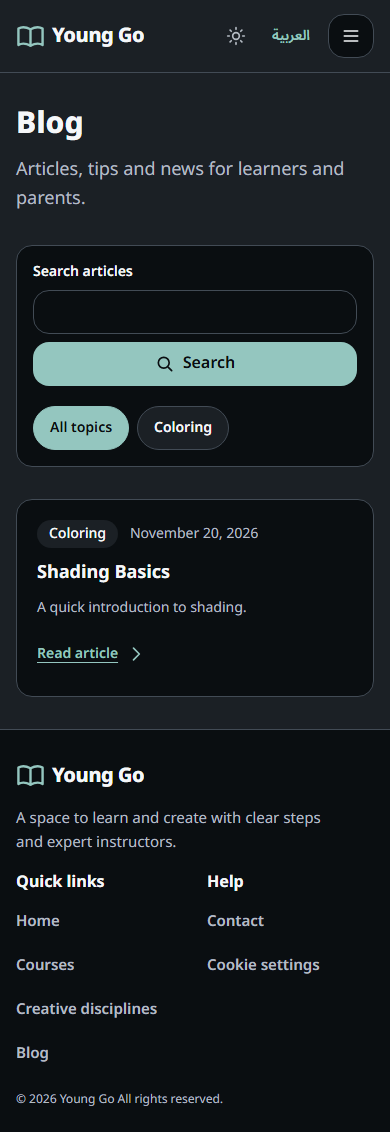 Young Go
العربية
Blog
Articles, tips and news for learners and
parents.
Search articles
Search
All topics
Coloring
Coloring
November 20, 2026
Shading Basics
A quick introduction to shading.
Read article
Young Go
A space to learn and create with clear steps
and expert instructors.
Quick links
Home
Courses
Creative disciplines
Blog
Help
Contact
Cookie settings
© 2026 Young Go All rights reserved.